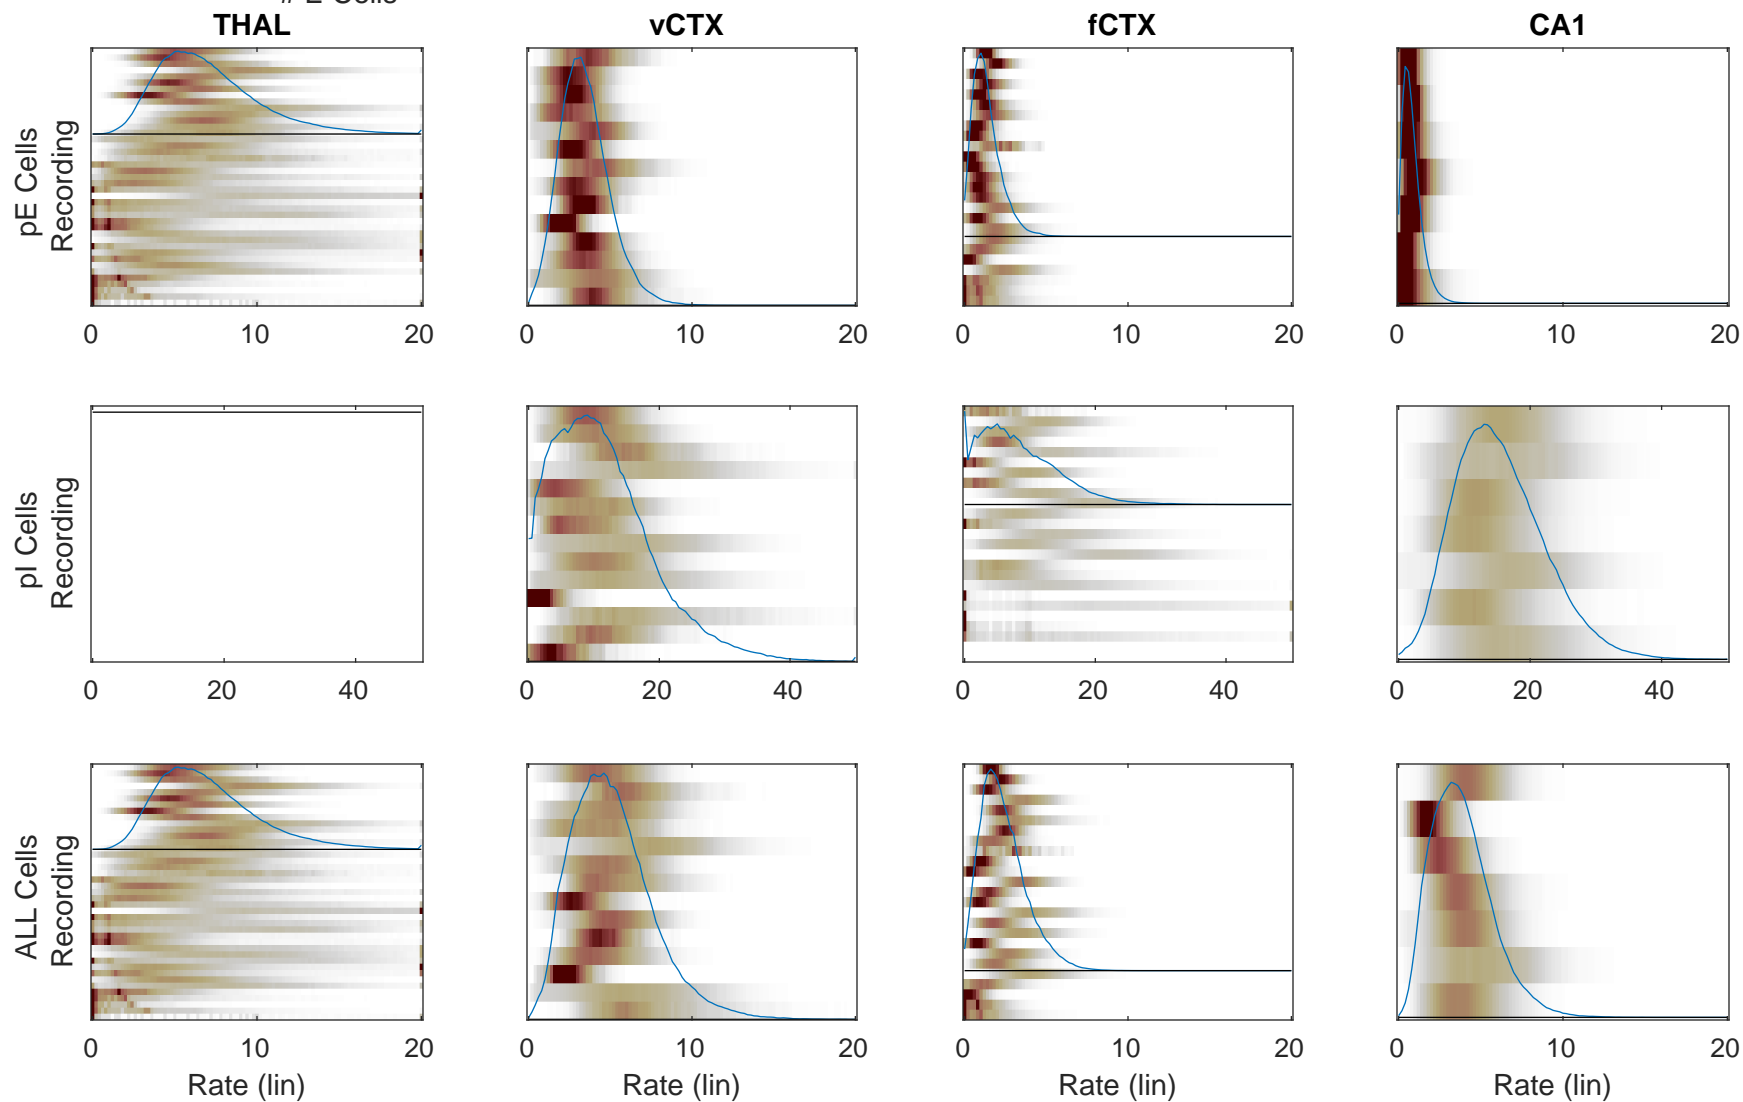 # E Cells
THAL vCTX fCTX CA1
pE Cells
Recording
0 10 20 0 10 20 0 10 20 0 10 20
pI Cells
Recording
0 20 40 0 20 40 0 20 40 0 20 40
ALL Cells
Recording
0 10 20 0 10 20 0 10 20 0 10 20
Rate (lin) Rate (lin) Rate (lin) Rate (lin)